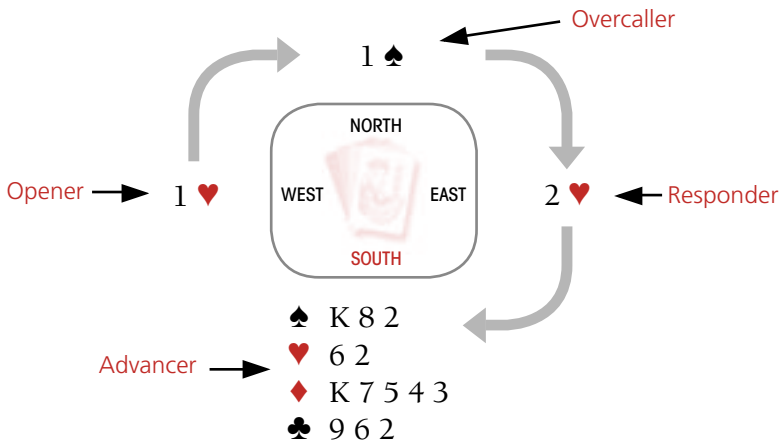 Overcaller
1 ♠
NORTH
Opener
1 ♥
WEST
EAST
2 ♥
Responder
SOUTH
♠ K 8 2
♥ 6 2
Advancer
♦ K 7 5 4 3
♣ 9 6 2